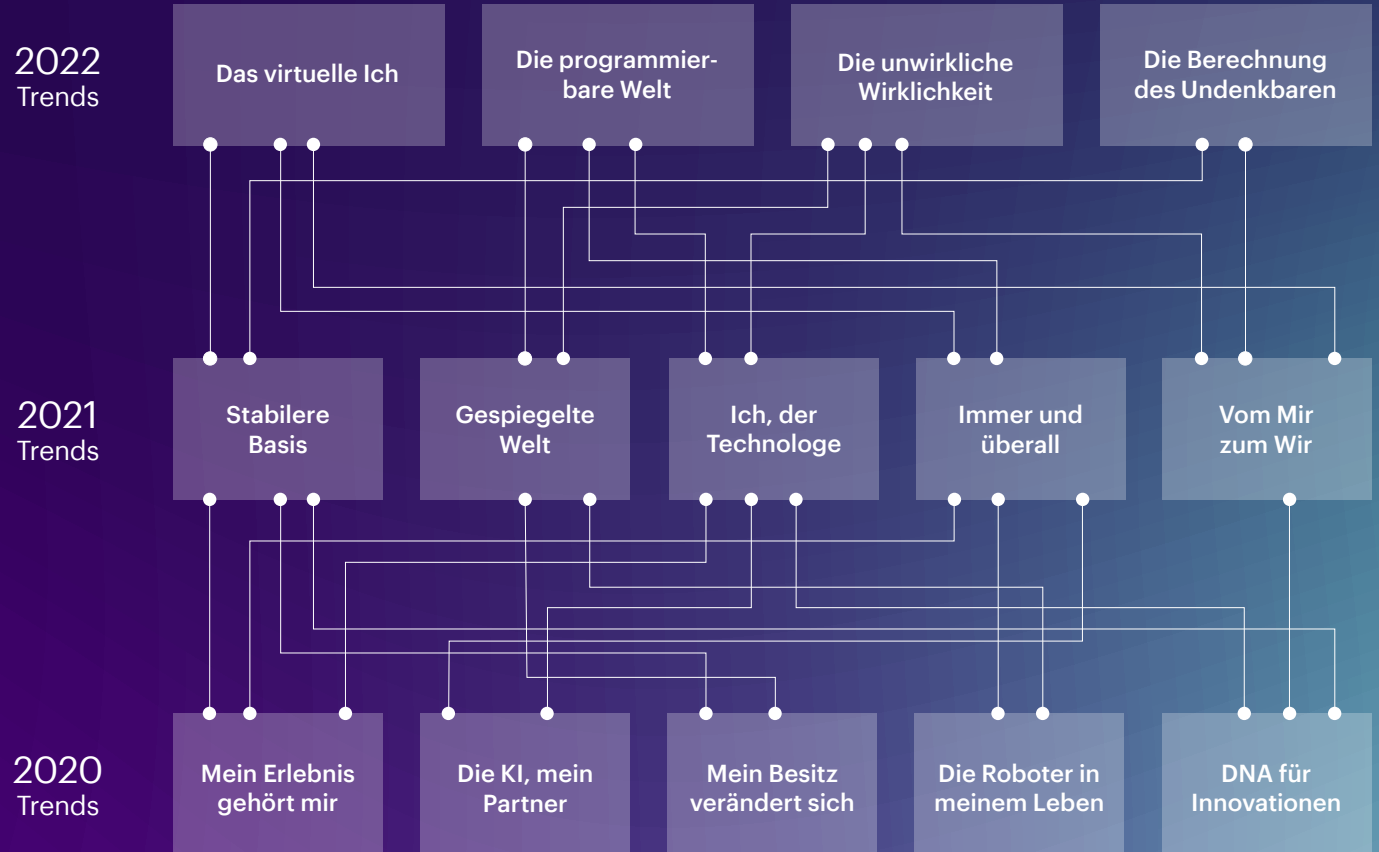 2022
Trends
Das virtuelle Ich
Die programmier-
bare Welt
Die unwirkliche
Wirklichkeit
Die Berechnung
des Undenkbaren
2021
Trends
Stabilere
Basis
Gespiegelte
Welt
Ich, der
Technologe
Immer und
überall
Vom Mir
zum Wir
2020
Trends
Mein Erlebnis
gehört mir
Die KI, mein
Partner
Mein Besitz
verändert sich
Die Roboter in
meinem Leben
DNA für
Innovationen